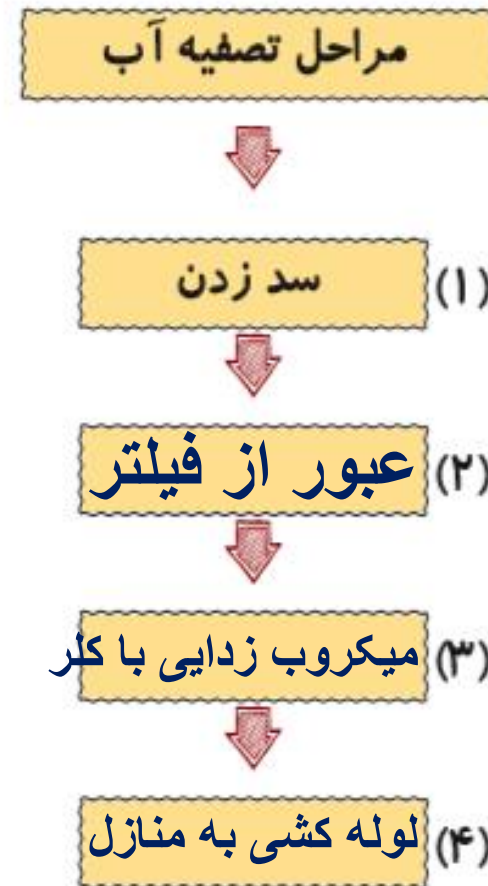 مراحل تصفیه آب
(۱) سد زدن
(۲) عبور از فیلتر
(۳) میکروب زدایی با کلر
(۴) لوله کشی به منازل